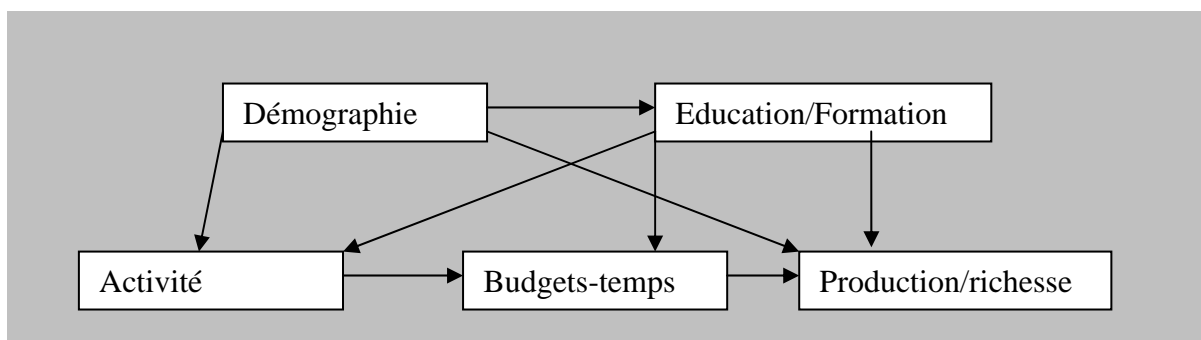 Démographie
Education/Formation
Activité
Budgets-temps
Production/richesse